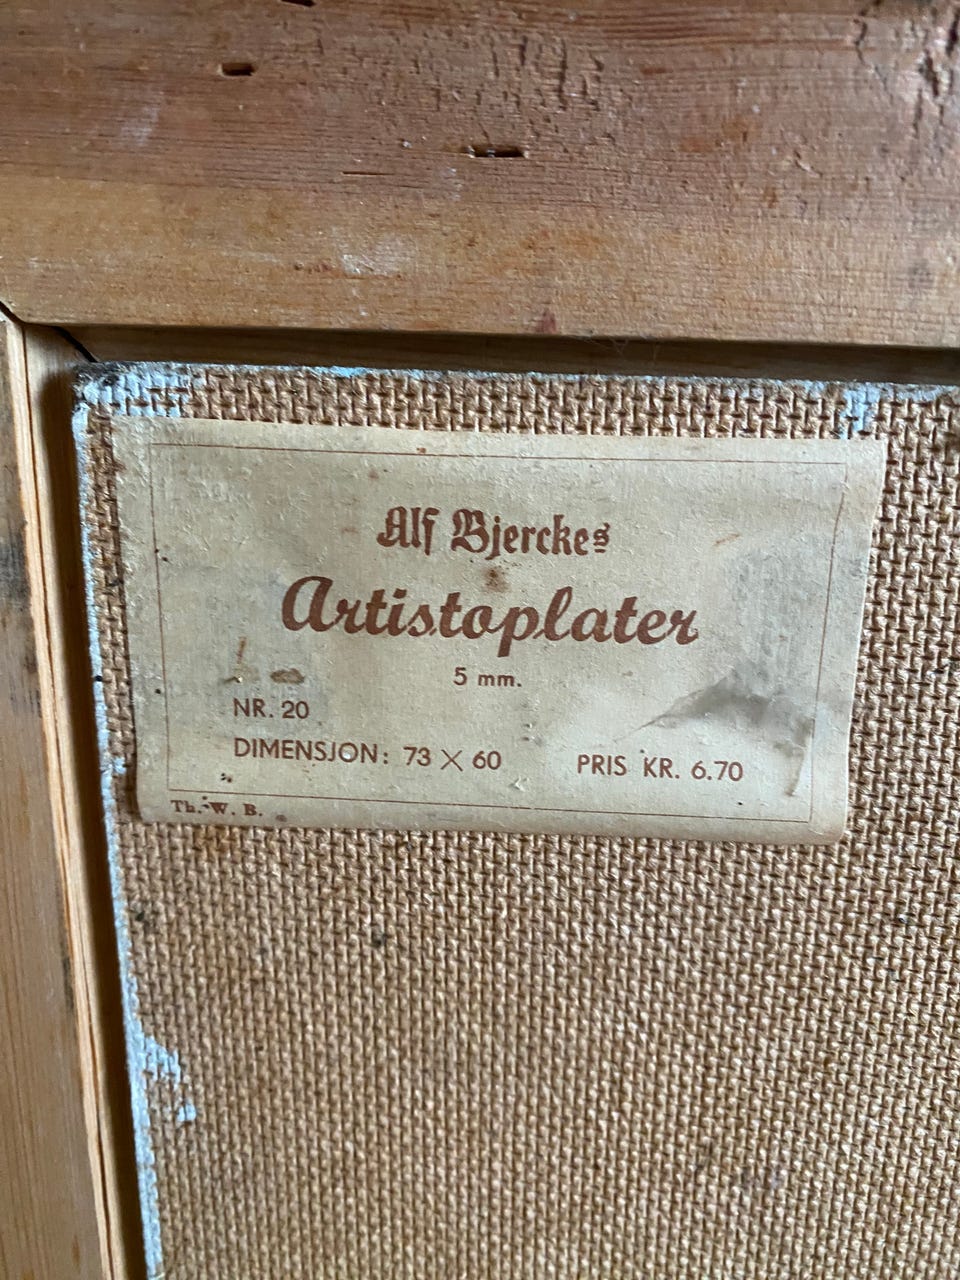 Alf Bjerckes
Artistoplater
5 mm.
NR. 20
DIMENSJON: 73 X 60 PRIS KR. 6.70
Th. W. B.